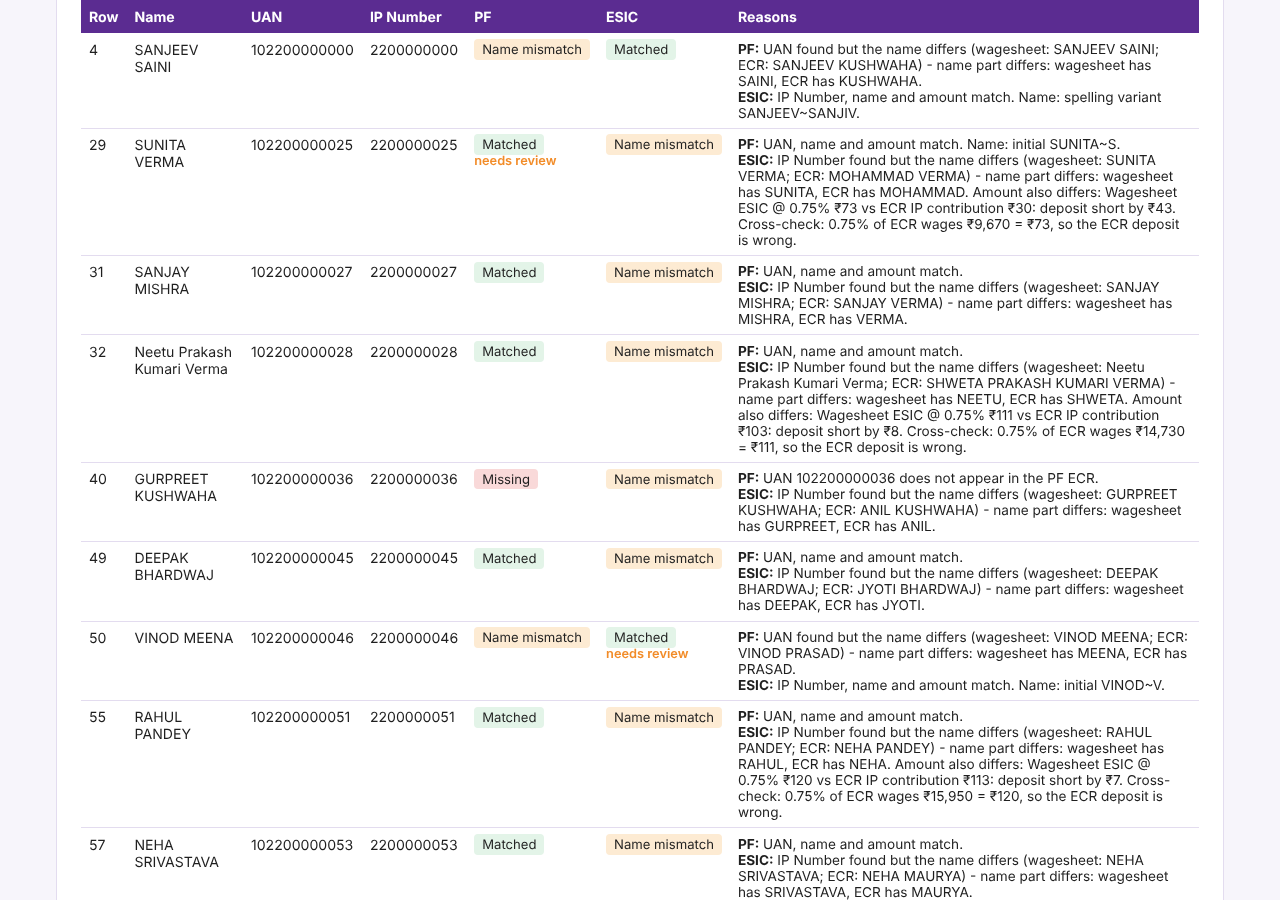 Row Name UAN IP Number PF ESIC Reasons
4 SANJEEV 102200000000 2200000000 Name mismatch Matched PF: UAN found but the name differs (wagesheet: SANJEEV SAINI;
SAINI ECR: SANJEEV KUSHWAHA) - name part differs: wagesheet has
SAINI, ECR has KUSHWAHA.
ESIC: IP Number, name and amount match. Name: spelling variant
SANJEEV~SANJIV.
29 SUNITA 102200000025 2200000025 Matched Name mismatch PF: UAN, name and amount match. Name: initial SUNITA~S.
VERMA needs review ESIC: IP Number found but the name differs (wagesheet: SUNITA
VERMA; ECR: MOHAMMAD VERMA) - name part differs: wagesheet
has SUNITA, ECR has MOHAMMAD. Amount also differs: Wagesheet
ESIC @ 0.75% ₹73 vs ECR IP contribution ₹30: deposit short by ₹43.
Cross-check: 0.75% of ECR wages ₹9,670 = ₹73, so the ECR deposit
is wrong.
31 SANJAY 102200000027 2200000027 Matched Name mismatch PF: UAN, name and amount match.
MISHRA ESIC: IP Number found but the name differs (wagesheet: SANJAY
MISHRA; ECR: SANJAY VERMA) - name part differs: wagesheet has
MISHRA, ECR has VERMA.
32 Neetu Prakash 102200000028 2200000028 Matched Name mismatch PF: UAN, name and amount match.
Kumari Verma ESIC: IP Number found but the name differs (wagesheet: Neetu
Prakash Kumari Verma; ECR: SHWETA PRAKASH KUMARI VERMA) -
name part differs: wagesheet has NEETU, ECR has SHWETA. Amount
also differs: Wagesheet ESIC @ 0.75% ₹111 vs ECR IP contribution
₹103: deposit short by ₹8. Cross-check: 0.75% of ECR wages ₹14,730
= ₹111, so the ECR deposit is wrong.
40 GURPREET 102200000036 2200000036 Missing Name mismatch PF: UAN 102200000036 does not appear in the PF ECR.
KUSHWAHA ESIC: IP Number found but the name differs (wagesheet: GURPREET
KUSHWAHA; ECR: ANIL KUSHWAHA) - name part differs: wagesheet
has GURPREET, ECR has ANIL.
49 DEEPAK 102200000045 2200000045 Matched Name mismatch PF: UAN, name and amount match.
BHARDWAJ ESIC: IP Number found but the name differs (wagesheet: DEEPAK
BHARDWAJ; ECR: JYOTI BHARDWAJ) - name part differs: wagesheet
has DEEPAK, ECR has JYOTI.
50 VINOD MEENA 102200000046 2200000046 Name mismatch Matched PF: UAN found but the name differs (wagesheet: VINOD MEENA; ECR:
needs review VINOD PRASAD) - name part differs: wagesheet has MEENA, ECR has
PRASAD.
ESIC: IP Number, name and amount match. Name: initial VINOD~V.
55 RAHUL 102200000051 2200000051 Matched Name mismatch PF: UAN, name and amount match.
PANDEY ESIC: IP Number found but the name differs (wagesheet: RAHUL
PANDEY; ECR: NEHA PANDEY) - name part differs: wagesheet has
RAHUL, ECR has NEHA. Amount also differs: Wagesheet ESIC @
0.75% ₹120 vs ECR IP contribution ₹113: deposit short by ₹7. Cross-
check: 0.75% of ECR wages ₹15,950 = ₹120, so the ECR deposit is
wrong.
57 NEHA 102200000053 2200000053 Matched Name mismatch PF: UAN, name and amount match.
SRIVASTAVA ESIC: IP Number found but the name differs (wagesheet: NEHA
SRIVASTAVA; ECR: NEHA MAURYA) - name part differs: wagesheet
has SRIVASTAVA, ECR has MAURYA.